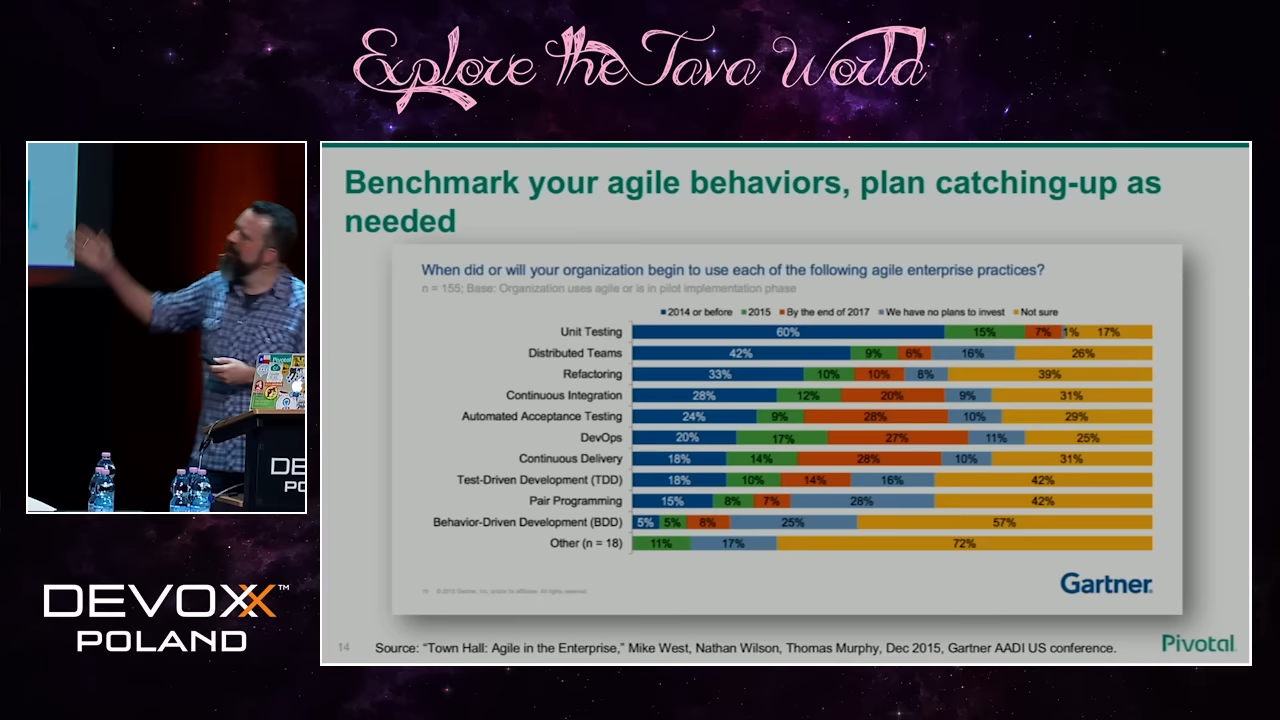 Explore the Java World
Benchmark your agile behaviors, plan catching-up as
needed
When did or will your organization begin to use each of the following agile enterprise practices?
n = 155; Base: Organization uses agile or is in pilot implementation phase
2014 or before 2015 By the end of 2017 We have no plans to invest Not sure
Unit Testing 60% 15% 7% 1% 17%
Distributed Teams 42% 9% 6% 16% 26%
Refactoring 33% 10% 10% 8% 39%
Continuous Integration 28% 12% 20% 9% 31%
Automated Acceptance Testing 24% 9% 28% 10% 29%
DevOps 20% 17% 27% 11% 25%
Continuous Delivery 18% 14% 28% 10% 31%
Test-Driven Development (TDD) 18% 10% 14% 16% 42%
Pair Programming 15% 8% 7% 28% 42%
Behavior-Driven Development (BDD) 5% 5% 8% 25% 57%
Other (n = 18) 11% 17% 72%
Gartner
14 Source: “Town Hall: Agile in the Enterprise,” Mike West, Nathan Wilson, Thomas Murphy, Dec 2015, Gartner AADI US conference.
Pivotal
Pivotal
DE
PO
DEVOXX™
POLAND